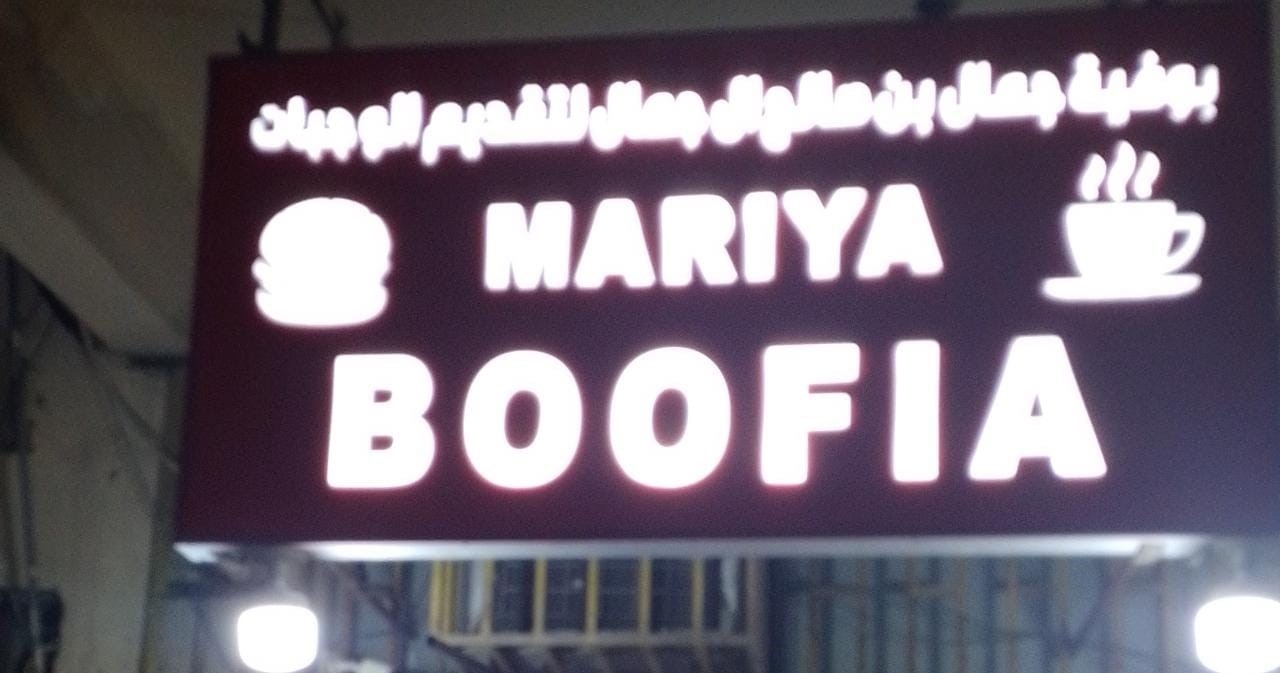 بوفية جمال بن صالح ال جمال لتقديم الوجبات
MARIYA
BOOFIA